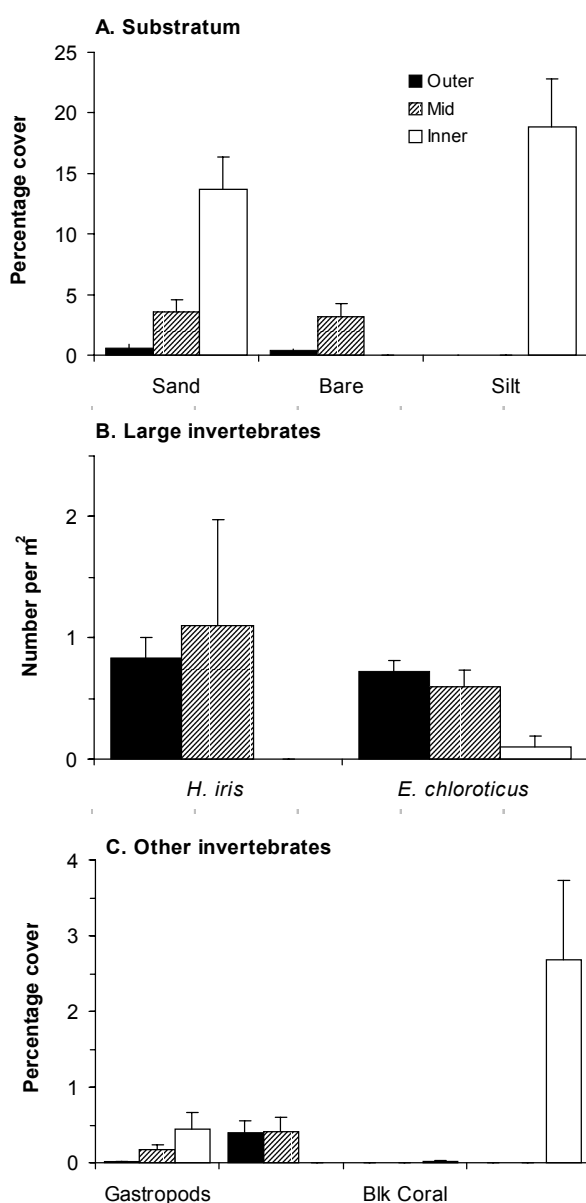 A. Substratum
25
20
15
10
5
0
Percentage cover
Outer
Mid
Inner
Sand Bare Silt
B. Large invertebrates
2
1
0
Number per m²
H. iris E. chloroticus
C. Other invertebrates
4
3
2
1
0
Percentage cover
Gastropods Blk Coral